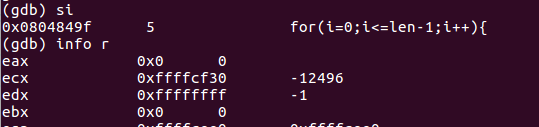 (gdb) si
0x0804849f 5 for(i=0;i<=len-1;i++){
(gdb) info r
eax 0x0 0
ecx 0xffffcf30 -12496
edx 0xffffffff -1
ebx 0x0 0